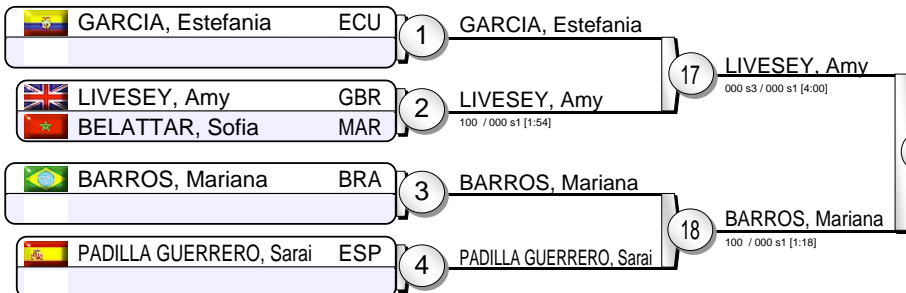 GARCIA, Estefania ECU
1
GARCIA, Estefania
LIVESEY, Amy GBR
BELATTAR, Sofia MAR
2
LIVESEY, Amy
100 / 000 s1 [1:54]
17
LIVESEY, Amy
000 s3 / 000 s1 [4:00]
BARROS, Mariana BRA
3
BARROS, Mariana
PADILLA GUERRERO, Sarai ESP
4
PADILLA GUERRERO, Sarai
18
BARROS, Mariana
100 / 000 s1 [1:18]